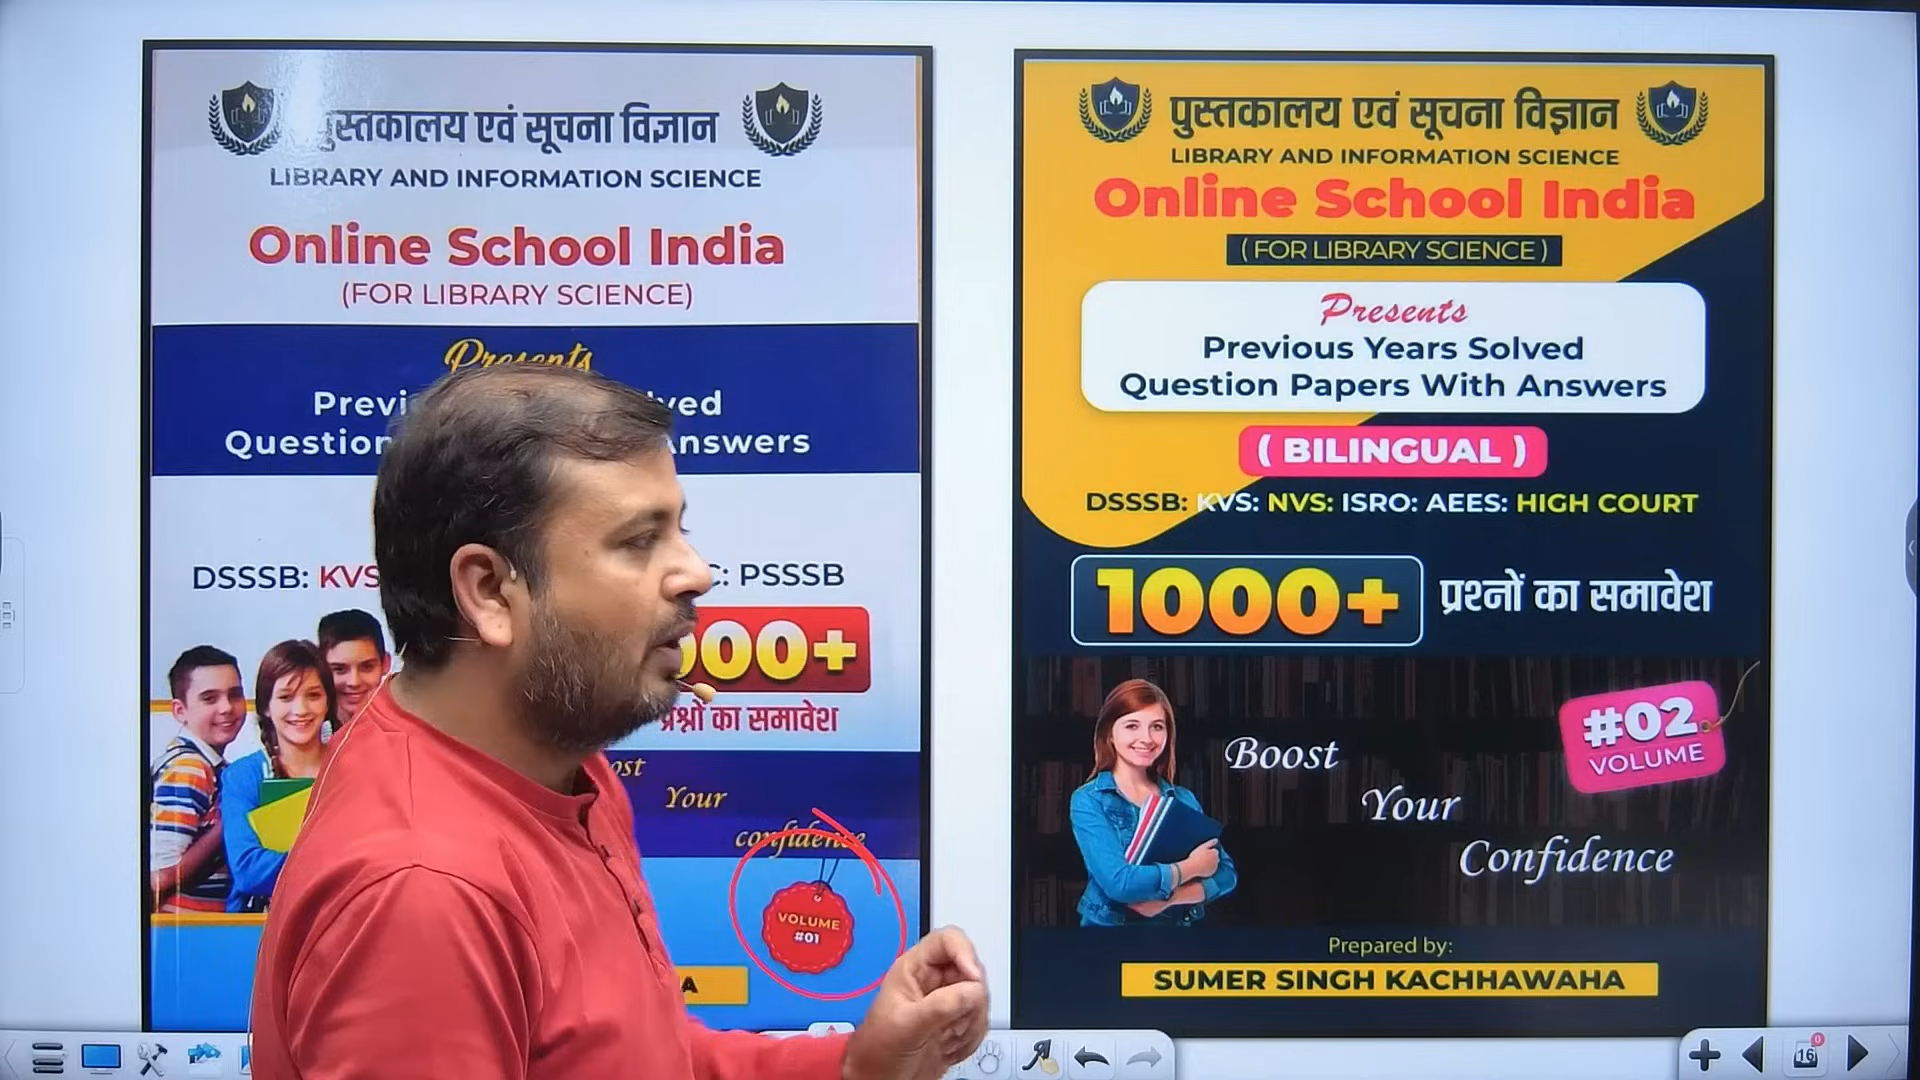 पुस्तकालय एवं सूचना विज्ञान
LIBRARY AND INFORMATION SCIENCE
Online School India
(FOR LIBRARY SCIENCE)
Presents
Question
Answers
DSSSB: KVS
PSSSB
प्रश्नों का समावेश
Your
confidence
VOLUME
#01
पुस्तकालय एवं सूचना विज्ञान
LIBRARY AND INFORMATION SCIENCE
Online School India
( FOR LIBRARY SCIENCE )
Presents
Previous Years Solved
Question Papers With Answers
( BILINGUAL )
DSSSB: KVS: NVS: ISRO: AEES: HIGH COURT
1000+ प्रश्नों का समावेश
#02
VOLUME
Boost
Your
Confidence
Prepared by:
SUMER SINGH KACHHAWAHA
16
0